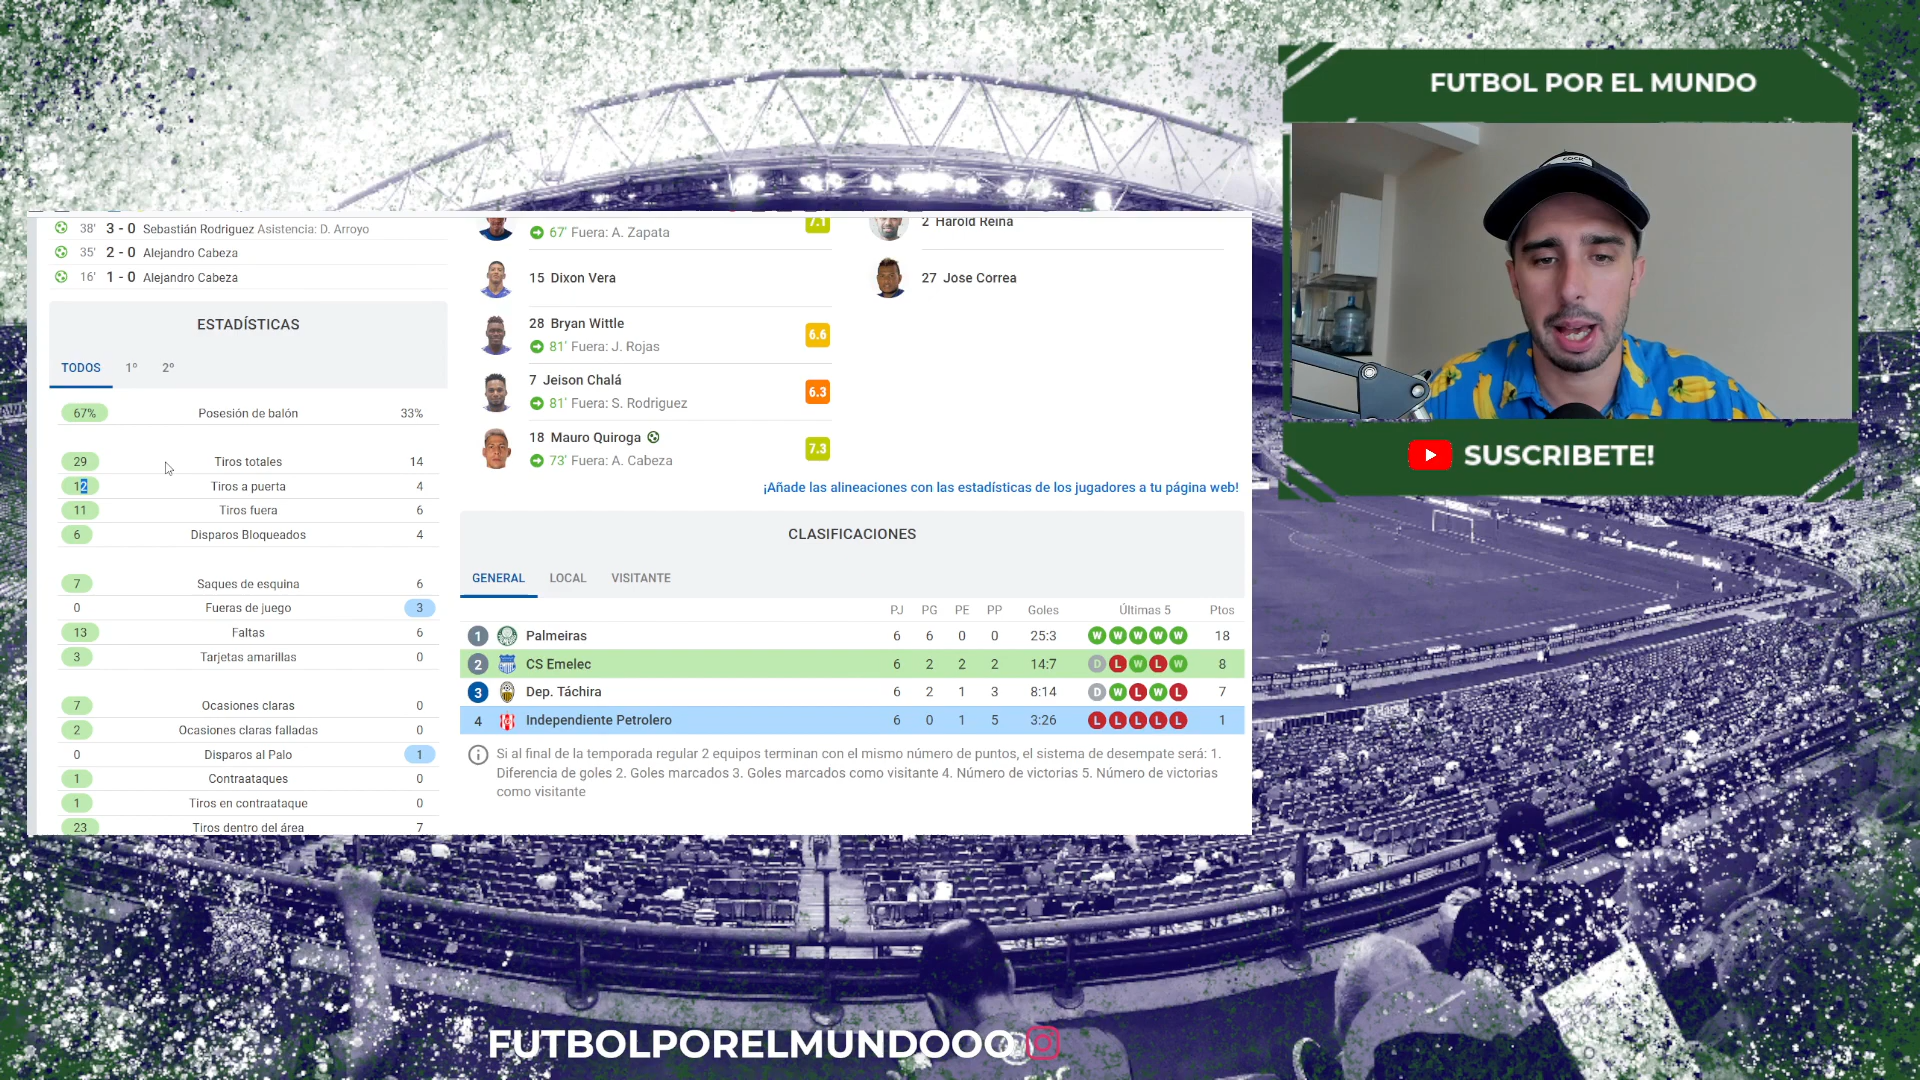 FUTBOL POR EL MUNDO
COCK
SUSCRIBETE!
38' 3 - 0 Sebastián Rodriguez Asistencia: D. Arroyo
35' 2 - 0 Alejandro Cabeza
16' 1 - 0 Alejandro Cabeza
ESTADÍSTICAS
TODOS 1º 2º
67% Posesión de balón 33%
29 Tiros totales 14
12 Tiros a puerta 4
11 Tiros fuera 6
6 Disparos Bloqueados 4
7 Saques de esquina 6
0 Fueras de juego 3
13 Faltas 6
3 Tarjetas amarillas 0
7 Ocasiones claras 0
2 Ocasiones claras falladas 0
0 Disparos al Palo 1
1 Contraataques 0
1 Tiros en contraataque 0
23 Tiros dentro del área 7
67' Fuera: A. Zapata 7.1
15 Dixon Vera
28 Bryan Wittle
81' Fuera: J. Rojas 6.6
7 Jeison Chalá
81' Fuera: S. Rodriguez 6.3
18 Mauro Quiroga
73' Fuera: A. Cabeza 7.3
2 Harold Reina
27 Jose Correa
¡Añade las alineaciones con las estadísticas de los jugadores a tu página web!
CLASIFICACIONES
GENERAL LOCAL VISITANTE
PJ PG PE PP Goles Últimas 5 Ptos
1 Palmeiras 6 6 0 0 25:3 W W W W W 18
2 CS Emelec 6 2 2 2 14:7 D L W L W 8
3 Dep. Táchira 6 2 1 3 8:14 D W L W L 7
4 Independiente Petrolero 6 0 1 5 3:26 L L L L L 1
Si al final de la temporada regular 2 equipos terminan con el mismo número de puntos, el sistema de desempate será: 1.
Diferencia de goles 2. Goles marcados 3. Goles marcados como visitante 4. Número de victorias 5. Número de victorias
como visitante
FUTBOLPORELMUNDOOO